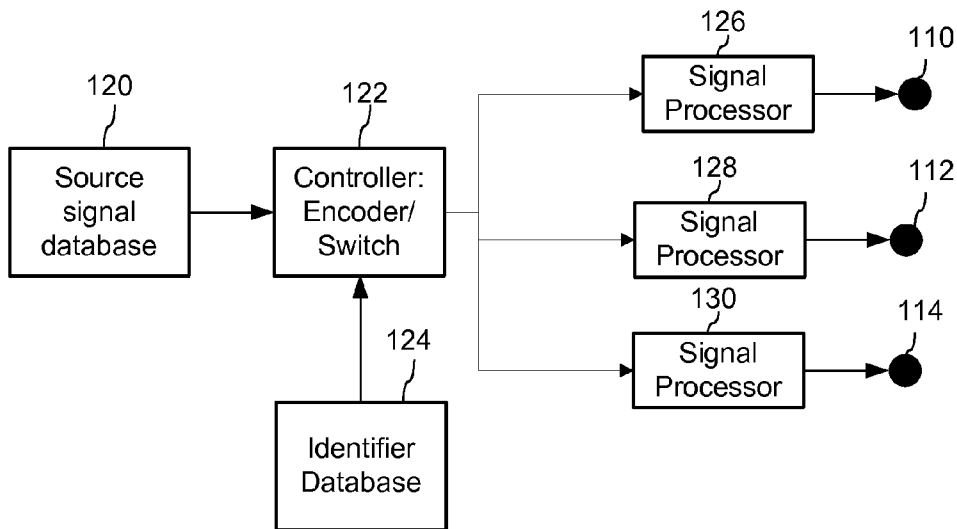 126
110
Signal
Processor
120
122
Source
signal
database
Controller:
Encoder/
Switch
128
112
Signal
Processor
130
114
Signal
Processor
124
Identifier
Database